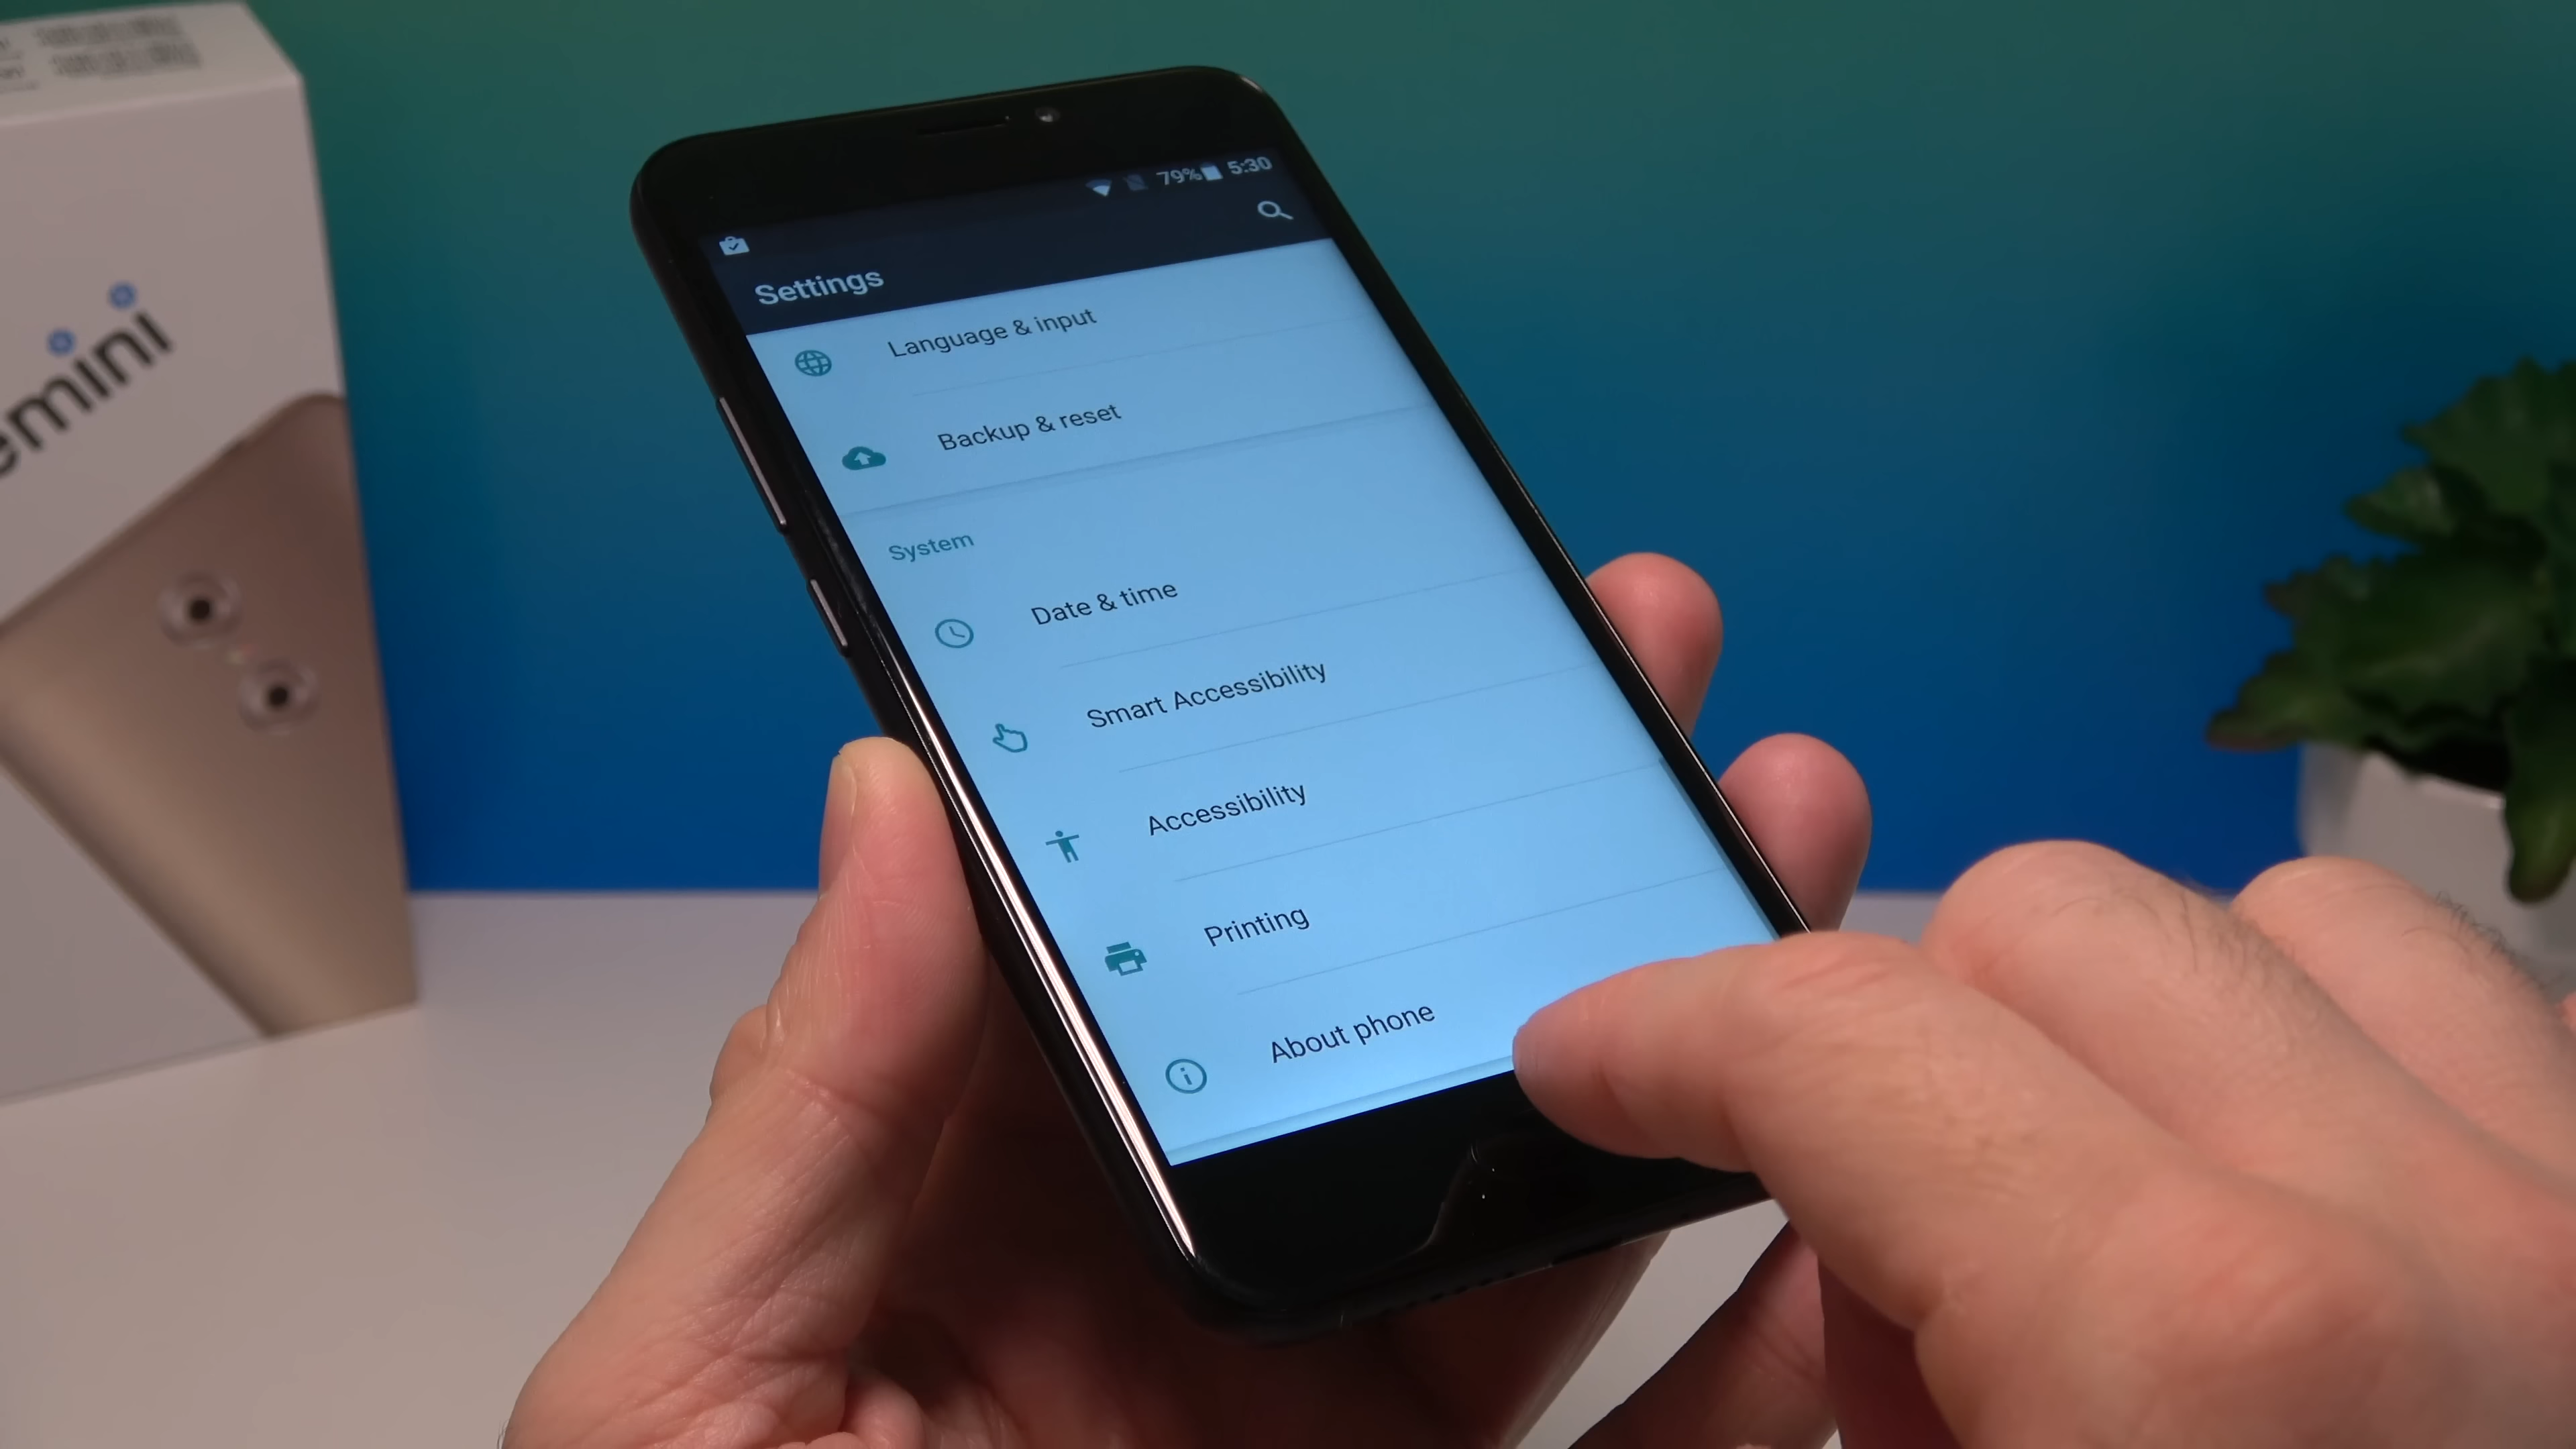 emini
79% 5:30
Settings
Language & input
Backup & reset
System
Date & time
Smart Accessibility
Accessibility
Printing
About phone